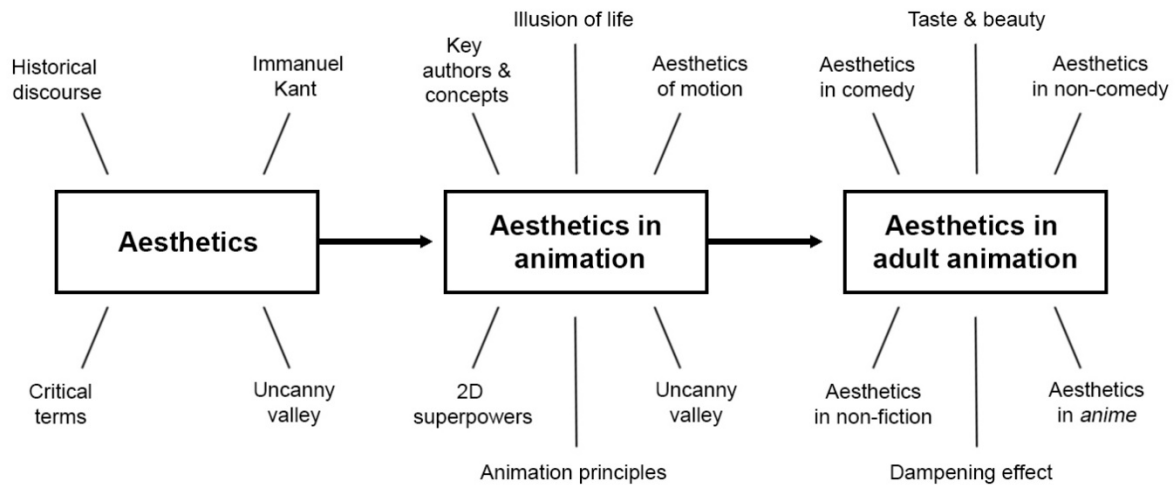 Illusion of life
Taste & beauty
Historical
discourse
Immanuel
Kant
Key
authors &
concepts
Aesthetics
of motion
Aesthetics
in comedy
Aesthetics
in non-comedy
Aesthetics
Aesthetics in
animation
Aesthetics in
adult animation
Critical
terms
Uncanny
valley
2D
superpowers
Uncanny
valley
Aesthetics
in non-fiction
Aesthetics
in anime
Animation principles
Dampening effect